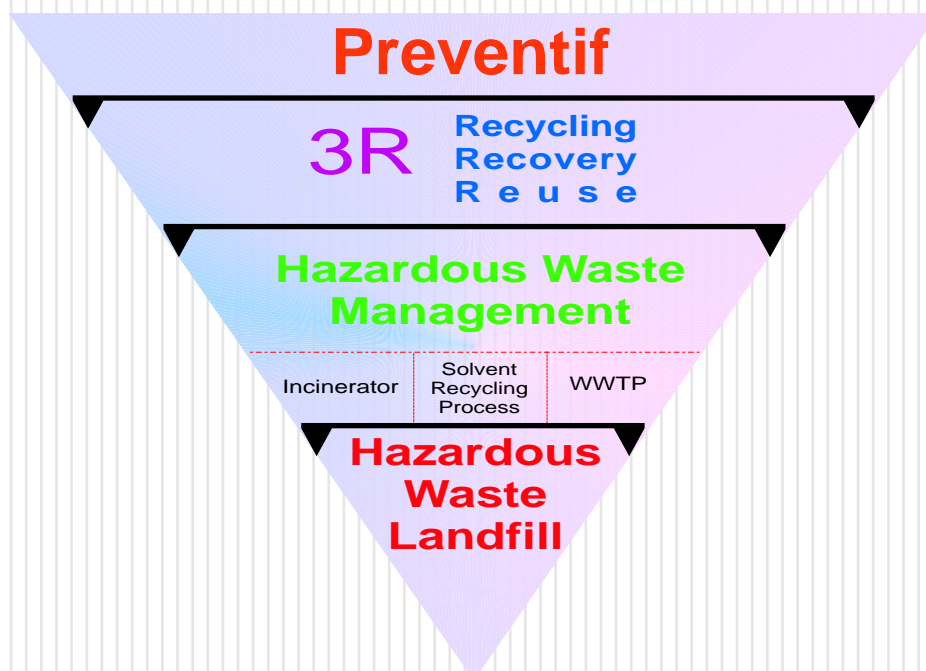 Preventif
3R
Recycling
Recovery
Reuse
Hazardous Waste
Management
Incinerator
Solvent
Recycling
Process
WWTP
Hazardous
Waste
Landfill